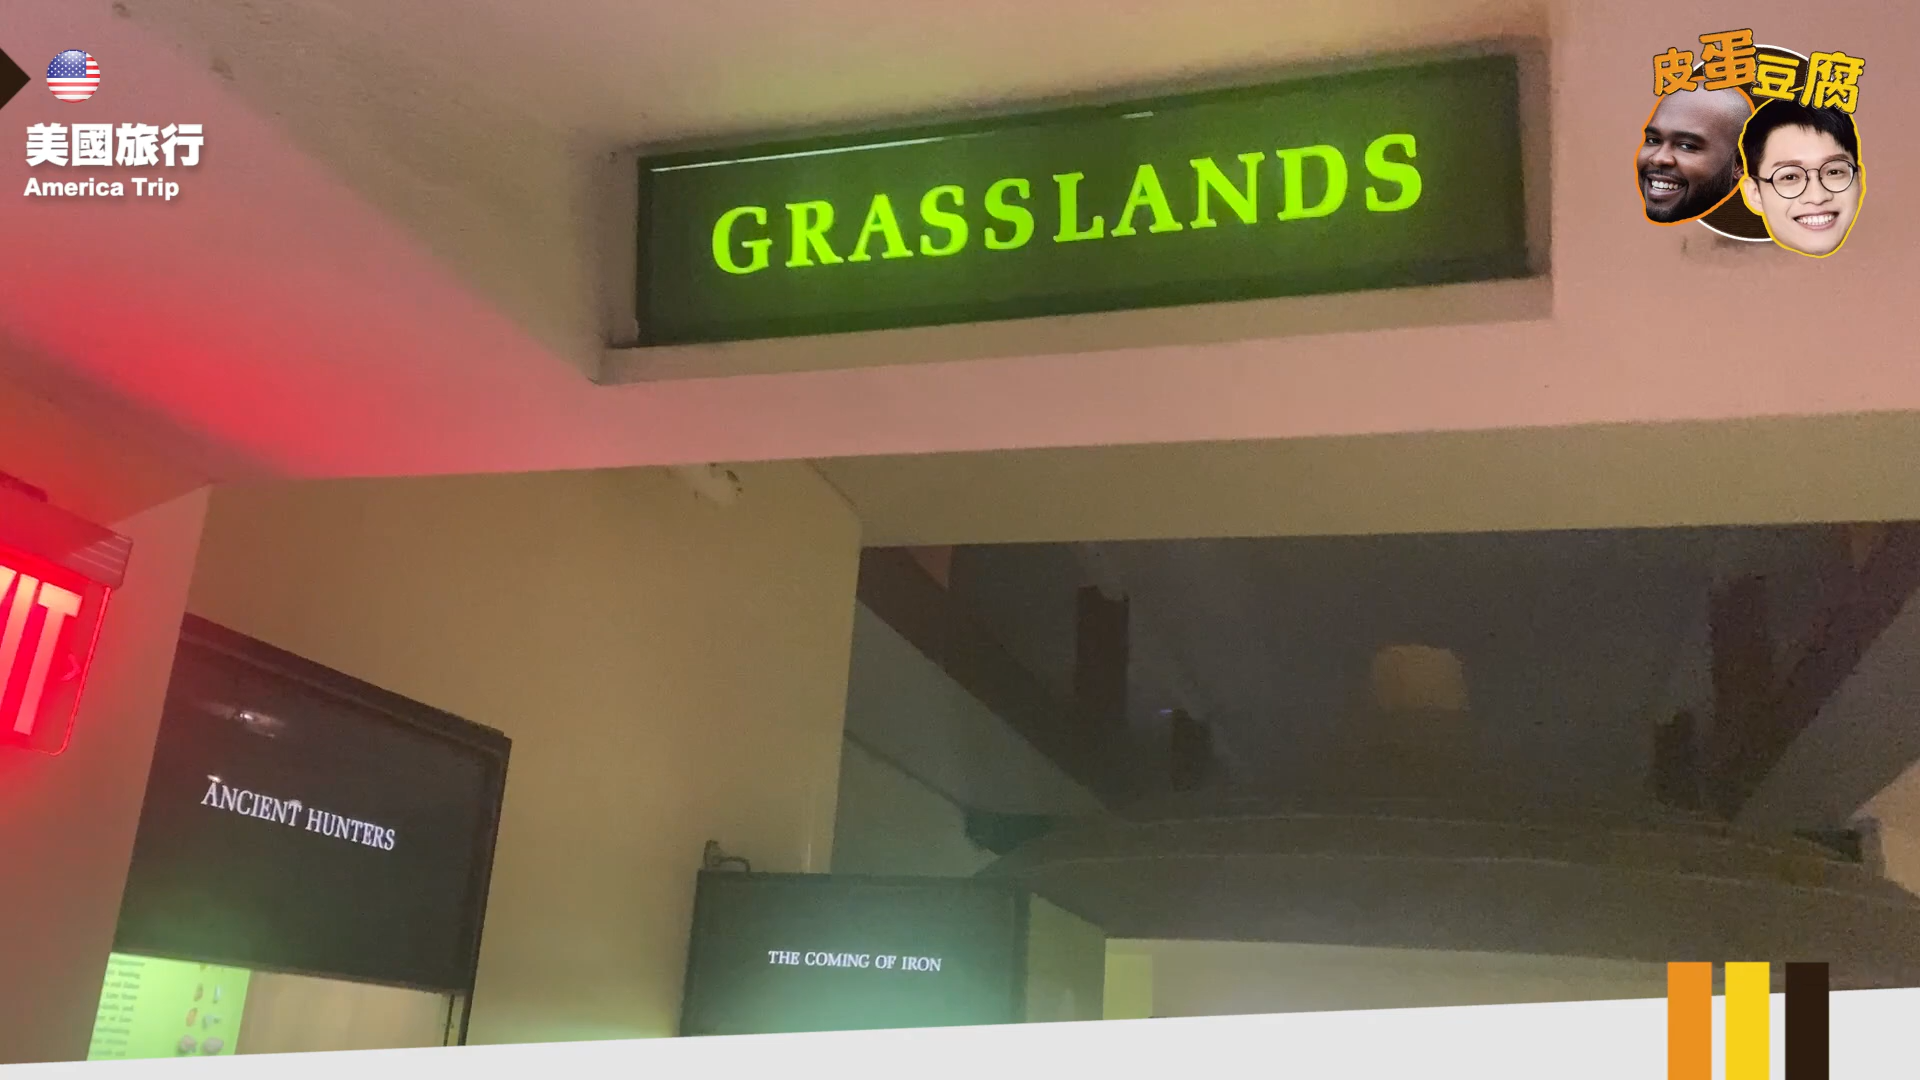 美國旅行
America Trip
皮蛋豆腐
GRASSLANDS
ANCIENT HUNTERS
THE COMING OF IRON